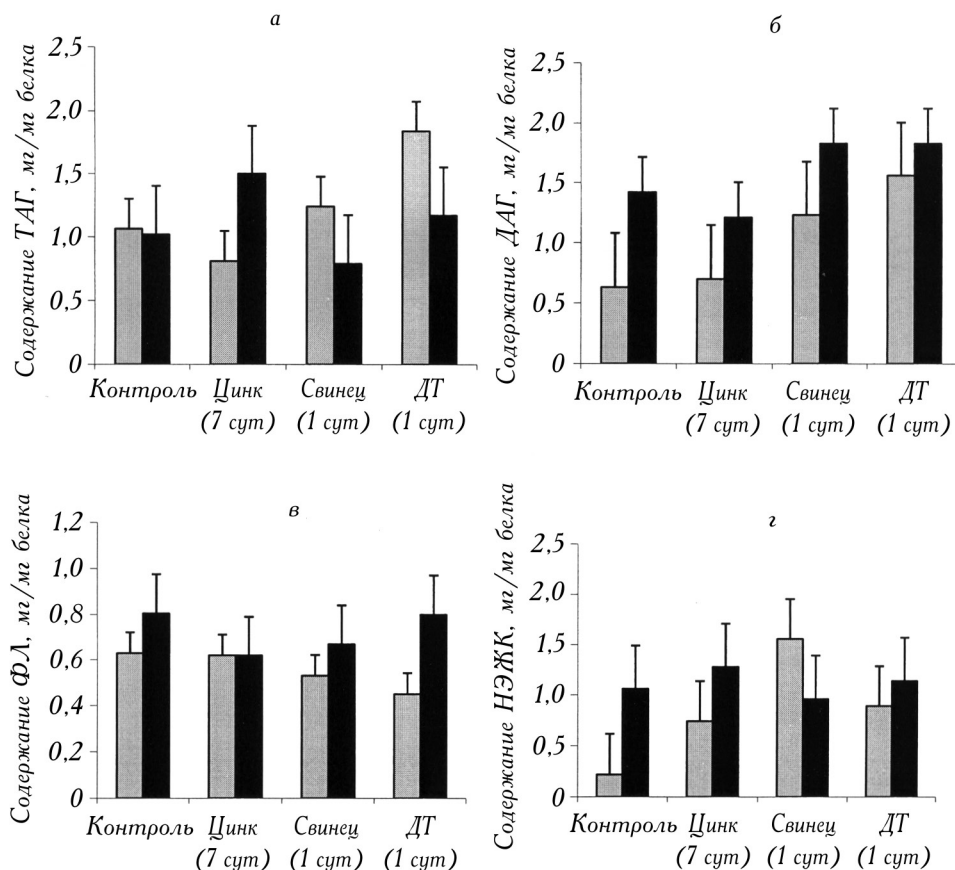 а
Содержание ТАГ, мг/мг белка
2,5
2,0
1,5
1,0
0,5
0
Контроль Цинк Свинец ДТ
(7 сут) (1 сут) (1 сут)
б
Содержание ДАГ, мг/мг белка
2,5
2,0
1,5
1,0
0,5
0
Контроль Цинк Свинец ДТ
(7 сут) (1 сут) (1 сут)
в
Содержание ФЛ, мг/мг белка
1,2
1,0
0,8
0,6
0,4
0,2
0
Контроль Цинк Свинец ДТ
(7 сут) (1 сут) (1 сут)
г
Содержание НЭЖК, мг/мг белка
2,5
2,0
1,5
1,0
0,5
0
Контроль Цинк Свинец ДТ
(7 сут) (1 сут) (1 сут)